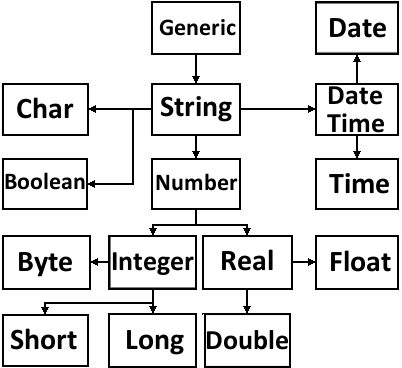 Generic
Date
Char
String
Date
Time
Boolean
Number
Time
Byte
Integer
Real
Float
Short
Long
Double